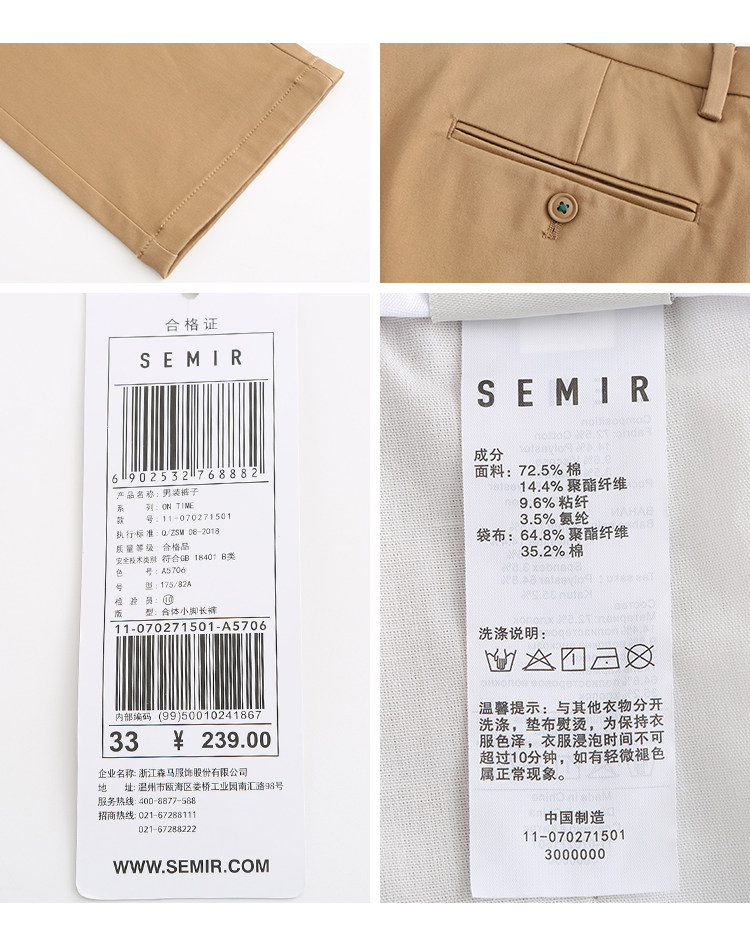 合格证
SEMIR
6 902532 768882
产品名称: 男装裤子
系 列: ON TIME
款 号: 11-070271501
执行标准: Q/ZSM 08-2018
质量等级: 合格品
安全技术类别 符合GB 18401 B类
色 号: A5706
号 型: 175/82A
检 验 员: ⑩
版 型: 合体小脚长裤
11-070271501-A5706
内部编码 (99)50010241867
33 ¥ 239.00
企业名称: 浙江森马服饰股份有限公司
地 址: 温州市瓯海区娄桥工业园南汇路98号
服务热线: 400-8877-588
招商热线: 021-67288111
021-67288222
WWW.SEMIR.COM
SEMIR
成分
面料: 72.5% 棉
14.4% 聚酯纤维
9.6% 粘纤
3.5% 氨纶
袋布: 64.8% 聚酯纤维
35.2% 棉
洗涤说明:
温馨提示: 与其他衣物分开
洗涤, 垫布熨烫, 为保持衣
服色泽, 衣服浸泡时间不可
超过10分钟, 如有轻微褪色
属正常现象。
中国制造
11-070271501
3000000